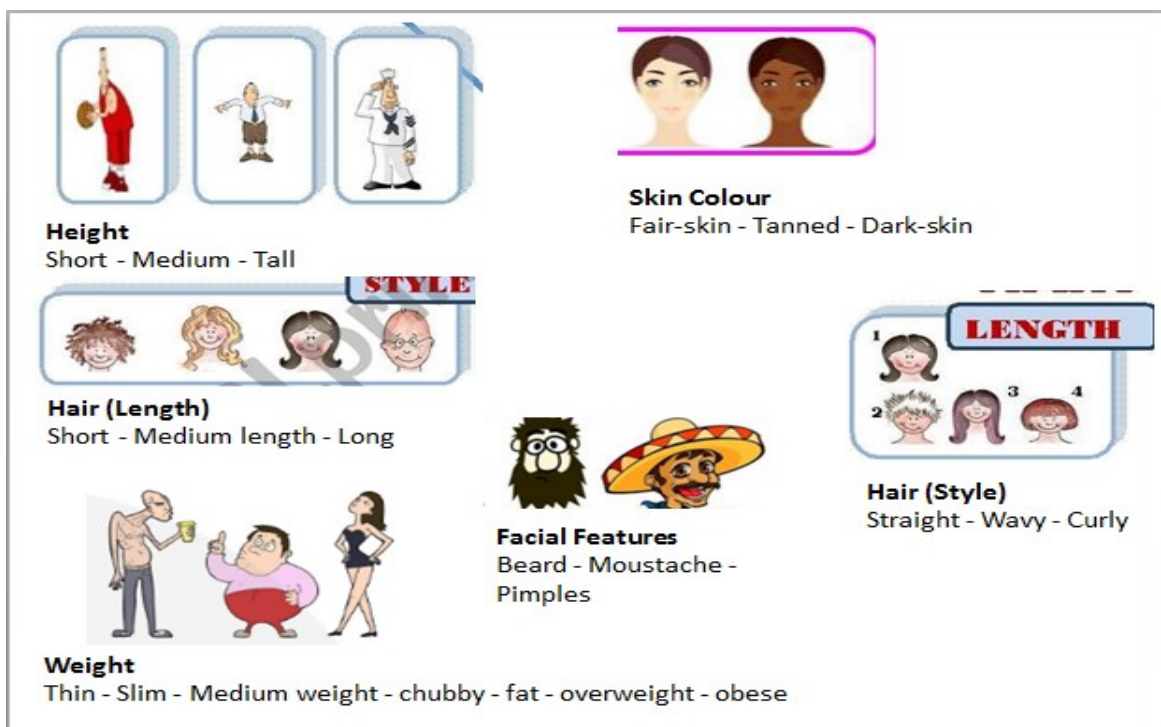 Height
Short - Medium - Tall
Skin Colour
Fair-skin - Tanned - Dark-skin
STYLE
Hair (Length)
Short - Medium length - Long
LENGTH
1
2
3
4
Hair (Style)
Straight - Wavy - Curly
Facial Features
Beard - Moustache -
Pimples
Weight
Thin - Slim - Medium weight - chubby - fat - overweight - obese